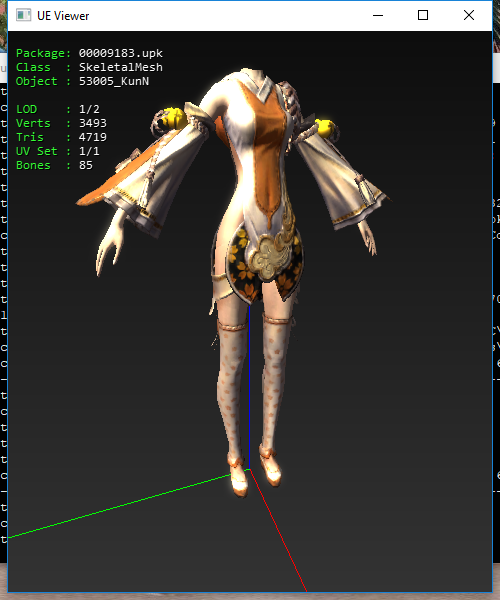 UE Viewer
Package: 00009183.upk
Class : SkeletalMesh
Object : 53005_KunN
LOD : 1/2
Verts : 3493
Tris : 4719
UV Set : 1/1
Bones : 85